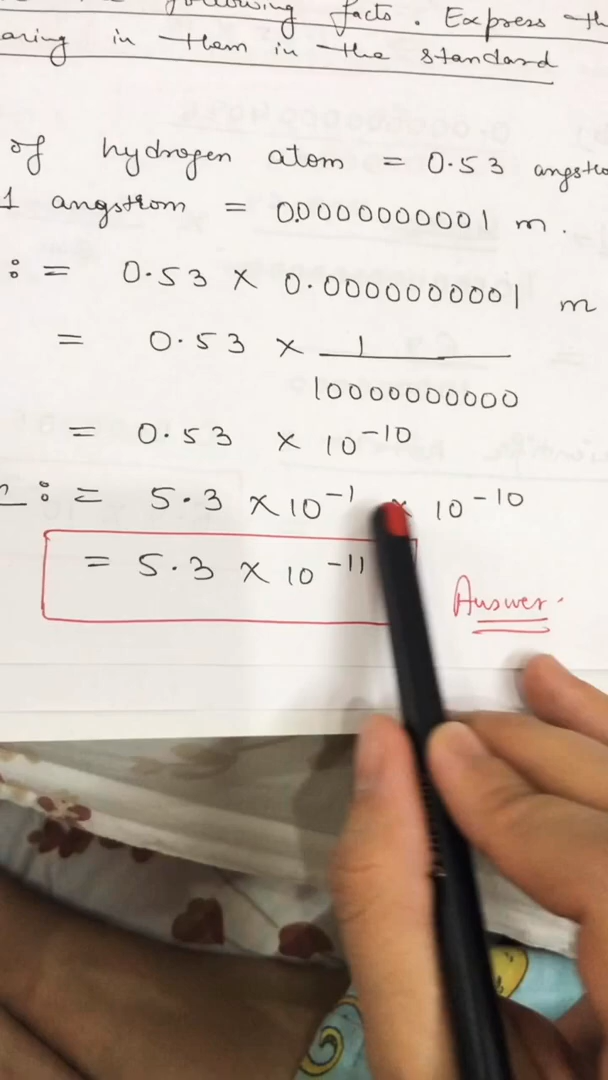 following facts. Express th
aring in them in the standard
of hydrogen atom = 0.53 angstro
1 angstrom = 0.0000000001 m.
:= 0.53 × 0.0000000001 m
= 0.53 × 1/10000000000
= 0.53 × 10⁻¹⁰
:= 5.3 × 10⁻¹ × 10⁻¹⁰
= 5.3 × 10⁻¹¹
Answer.